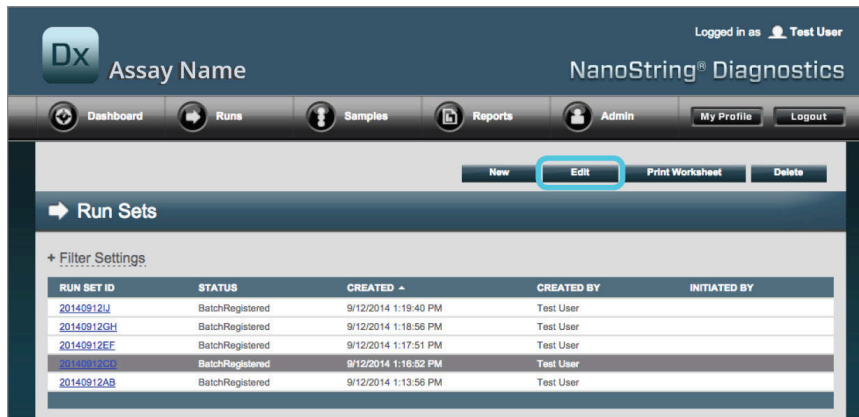 Logged in as Test User
Dx Assay Name
NanoString® Diagnostics
Dashboard Runs Samples Reports Admin My Profile Logout
New Edit Print Worksheet Delete
Run Sets
+ Filter Settings
RUN SET ID STATUS CREATED CREATED BY INITIATED BY
20140912IJ BatchRegistered 9/12/2014 1:19:40 PM Test User
20140912GH BatchRegistered 9/12/2014 1:18:56 PM Test User
20140912EF BatchRegistered 9/12/2014 1:17:51 PM Test User
20140912CD BatchRegistered 9/12/2014 1:16:52 PM Test User
20140912AB BatchRegistered 9/12/2014 1:13:56 PM Test User